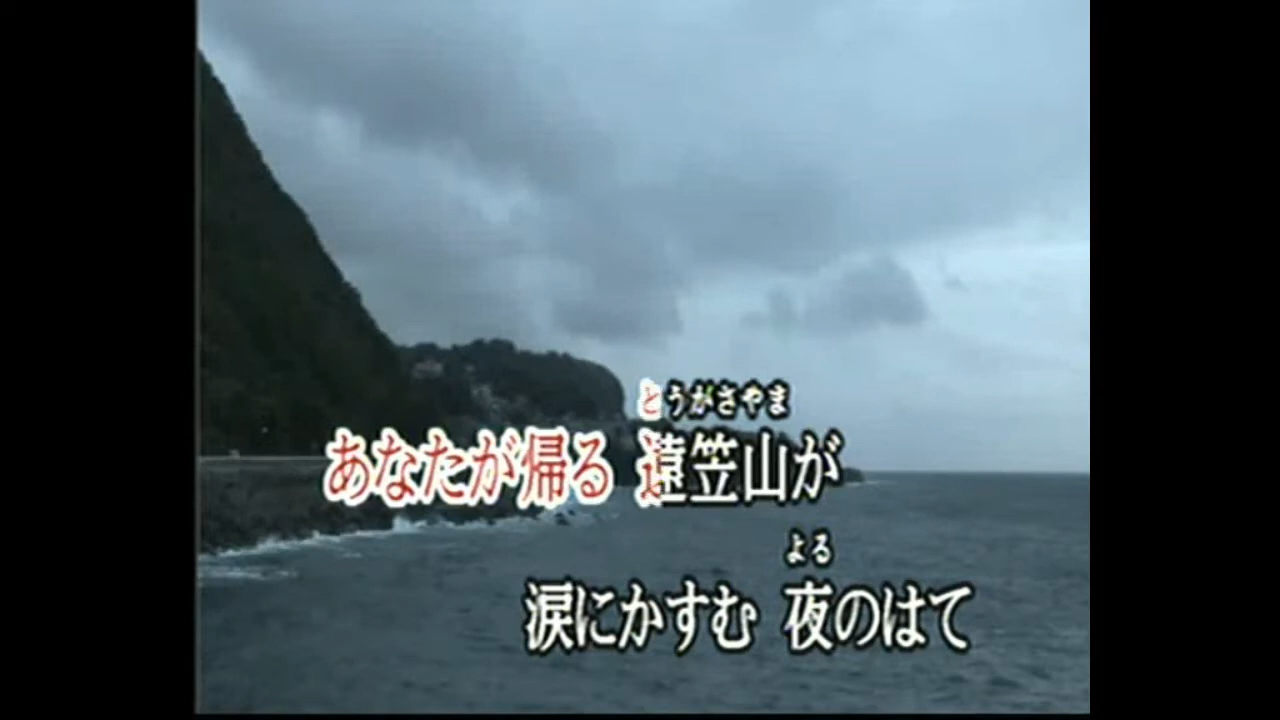 とうがさやま
あなたが帰る 遠笠山が
よる
涙にかすむ 夜のはて